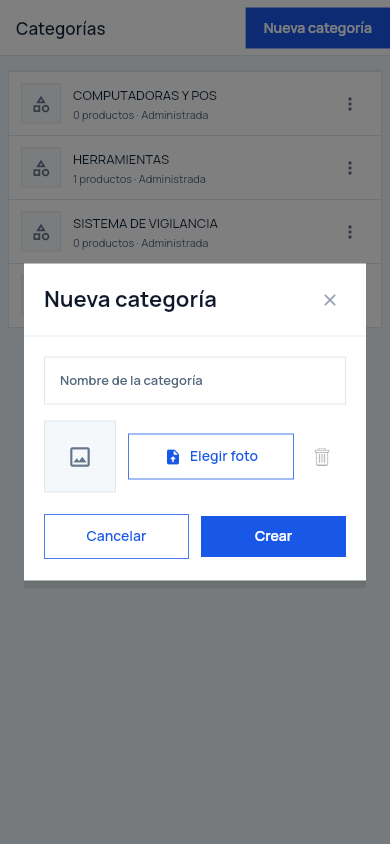 Categorías
Nueva categoría
COMPUTADORAS Y POS
0 productos · Administrada
HERRAMIENTAS
1 productos · Administrada
SISTEMA DE VIGILANCIA
0 productos · Administrada
Nueva categoría
Nombre de la categoría
Elegir foto
Cancelar
Crear